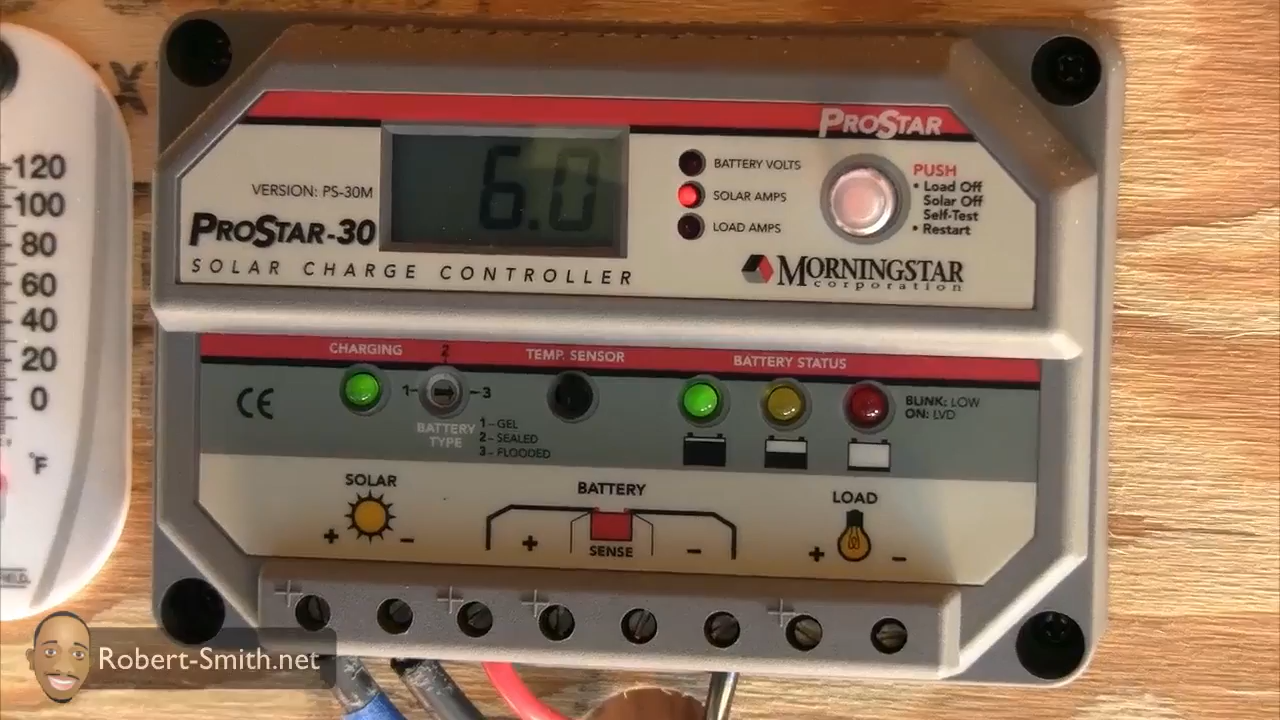 120
100
80
60
40
20
0
°F
PROSTAR
VERSION: PS-30M
PROSTAR-30
SOLAR CHARGE CONTROLLER
6.0
BATTERY VOLTS
SOLAR AMPS
LOAD AMPS
PUSH
• Load Off
Solar Off
Self-Test
• Restart
MORNINGSTAR
corporation
CHARGING
TEMP. SENSOR
BATTERY STATUS
CE
2
1
3
BATTERY
TYPE
1 – GEL
2 – SEALED
3 – FLOODED
BLINK: LOW
ON: LVD
SOLAR
+ –
BATTERY
+ –
SENSE
LOAD
+ –
Robert-Smith.net